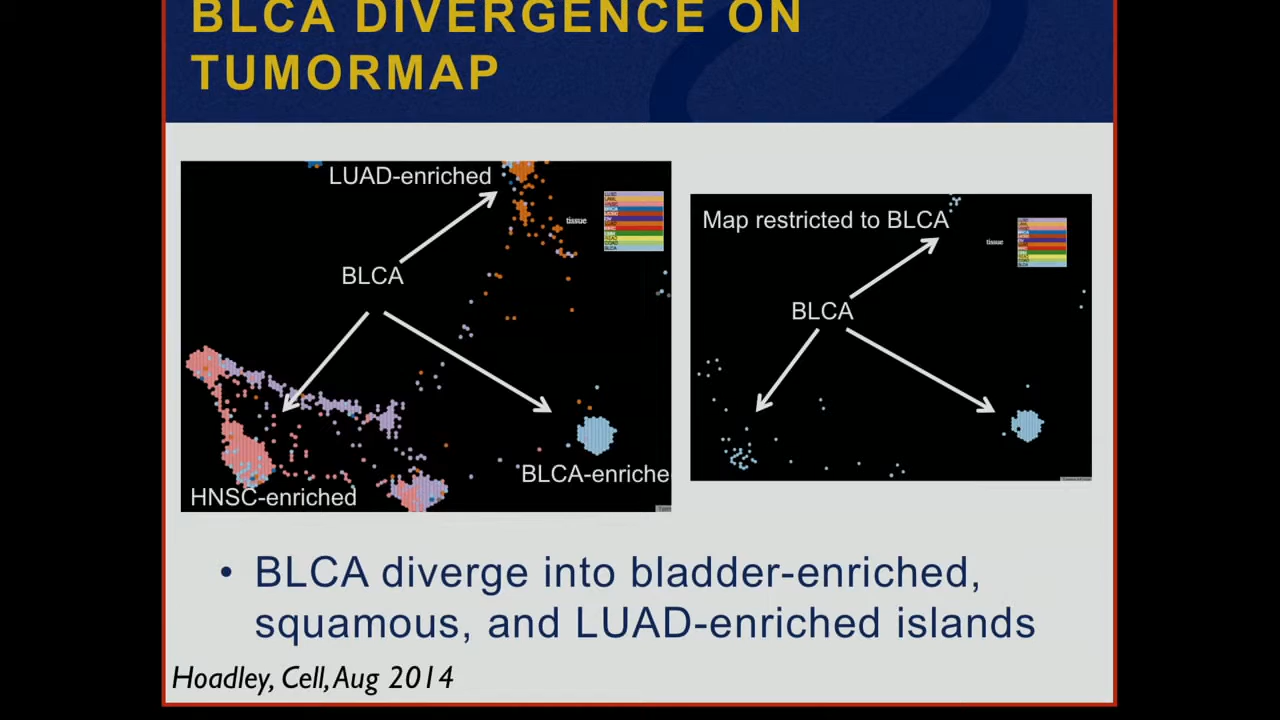 BLCA DIVERGENCE ON
TUMORMAP
LUAD-enriched
tissue
BLCA
HNSC-enriched
BLCA-enriche
Map restricted to BLCA
tissue
BLCA
• BLCA diverge into bladder-enriched,
squamous, and LUAD-enriched islands
Hoadley, Cell, Aug 2014